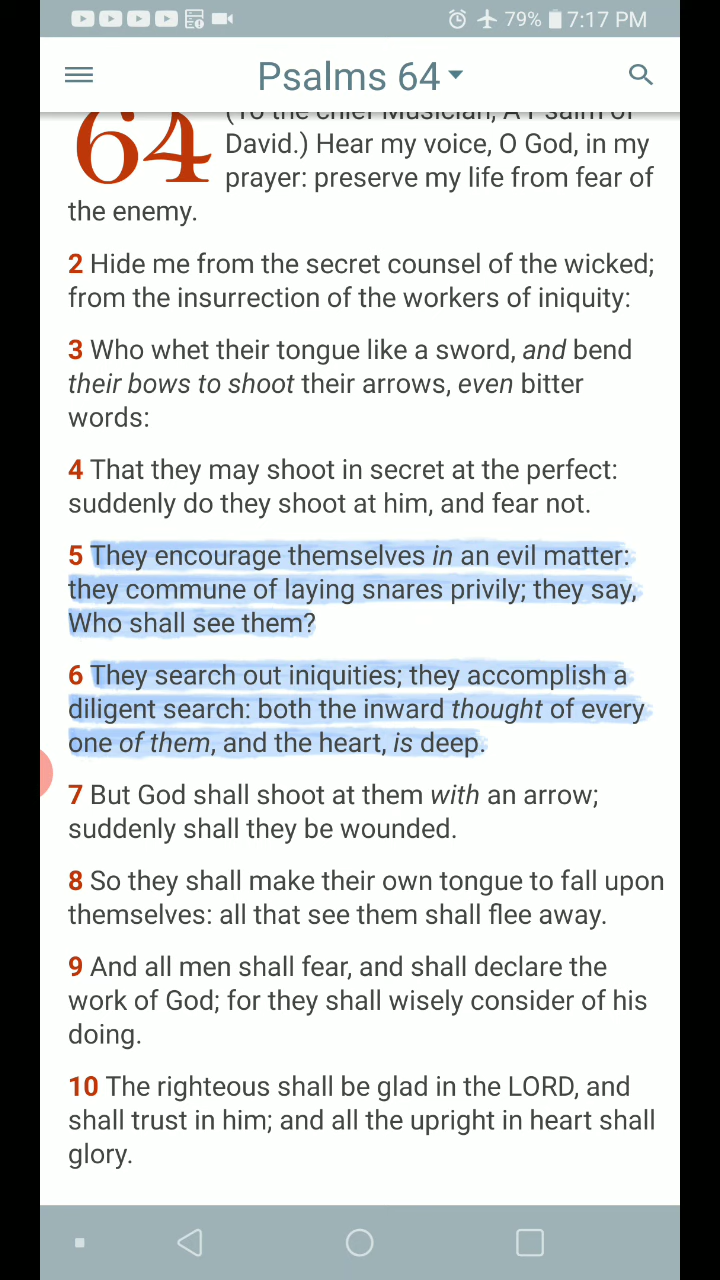 79% 7:17 PM
Psalms 64
64 (To the chief Musician, A Psalm of
David.) Hear my voice, O God, in my
prayer: preserve my life from fear of
the enemy.
2 Hide me from the secret counsel of the wicked;
from the insurrection of the workers of iniquity:
3 Who whet their tongue like a sword, and bend
their bows to shoot their arrows, even bitter
words:
4 That they may shoot in secret at the perfect:
suddenly do they shoot at him, and fear not.
5 They encourage themselves in an evil matter:
they commune of laying snares privily; they say,
Who shall see them?
6 They search out iniquities; they accomplish a
diligent search: both the inward thought of every
one of them, and the heart, is deep.
7 But God shall shoot at them with an arrow;
suddenly shall they be wounded.
8 So they shall make their own tongue to fall upon
themselves: all that see them shall flee away.
9 And all men shall fear, and shall declare the
work of God; for they shall wisely consider of his
doing.
10 The righteous shall be glad in the LORD, and
shall trust in him; and all the upright in heart shall
glory.